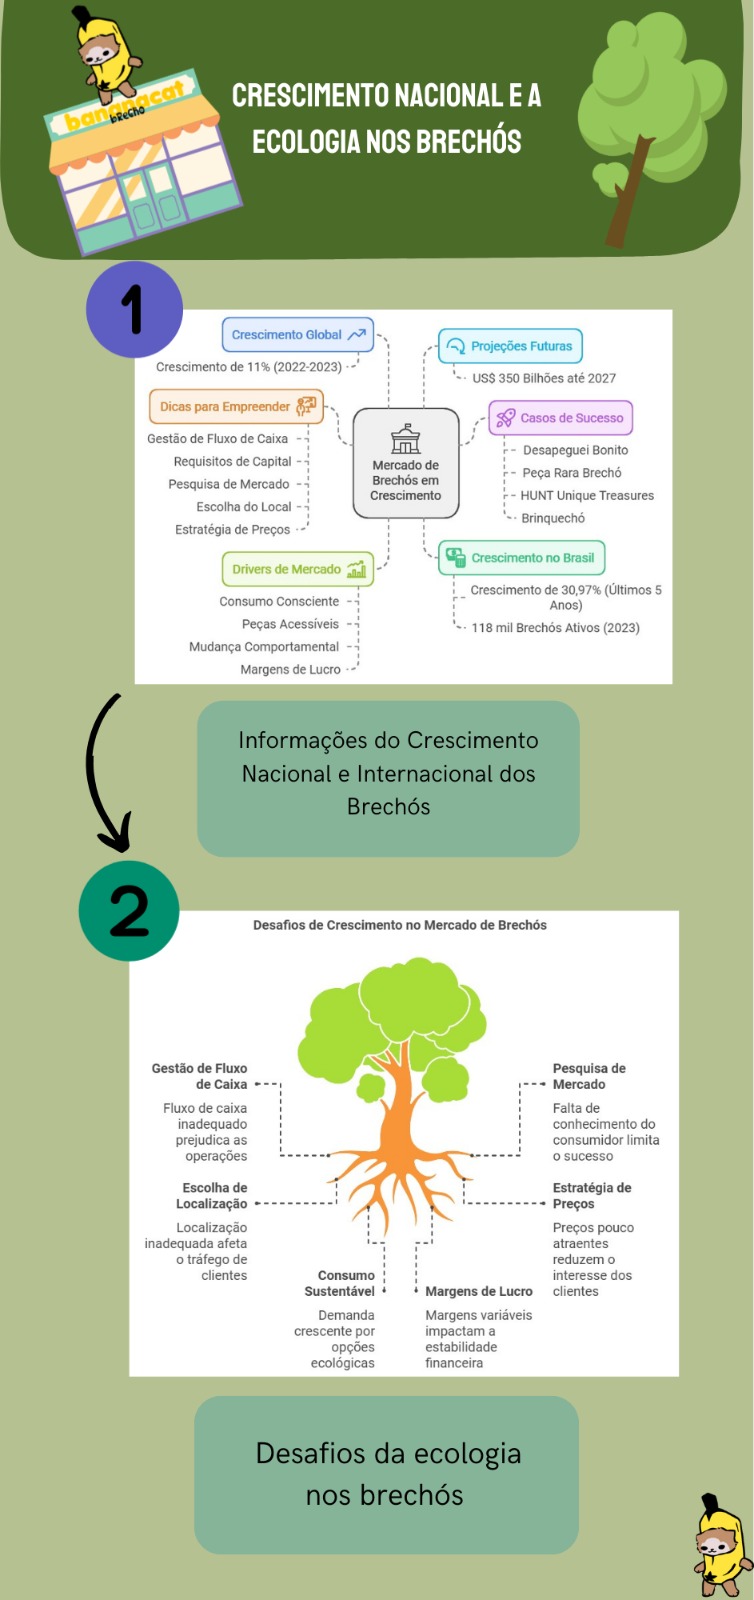 bananacat
bRecho
CRESCIMENTO NACIONAL E A
ECOLOGIA NOS BRECHÓS
1
Crescimento Global
Crescimento de 11% (2022-2023)
Dicas para Empreender
Gestão de Fluxo de Caixa
Requisitos de Capital
Pesquisa de Mercado
Escolha do Local
Estratégia de Preços
Drivers de Mercado
Consumo Consciente
Peças Acessíveis
Mudança Comportamental
Margens de Lucro
Mercado de
Brechós em
Crescimento
Projeções Futuras
US$ 350 Bilhões até 2027
Casos de Sucesso
Desapeguei Bonito
Peça Rara Brechó
HUNT Unique Treasures
Brinquechó
Crescimento no Brasil
Crescimento de 30,97% (Últimos 5
Anos)
118 mil Brechós Ativos (2023)
Informações do Crescimento
Nacional e Internacional dos
Brechós
2
Desafios de Crescimento no Mercado de Brechós
Gestão de Fluxo
de Caixa
Fluxo de caixa
inadequado
prejudica as
operações
Escolha de
Localização
Localização
inadequada afeta
o tráfego de
clientes
Consumo
Sustentável
Demanda
crescente por
opções
ecológicas
Margens de Lucro
Margens variáveis
impactam a
estabilidade
financeira
Pesquisa de
Mercado
Falta de
conhecimento do
consumidor limita
o sucesso
Estratégia de
Preços
Preços pouco
atraentes
reduzem o
interesse dos
clientes
Desafios da ecologia
nos brechós